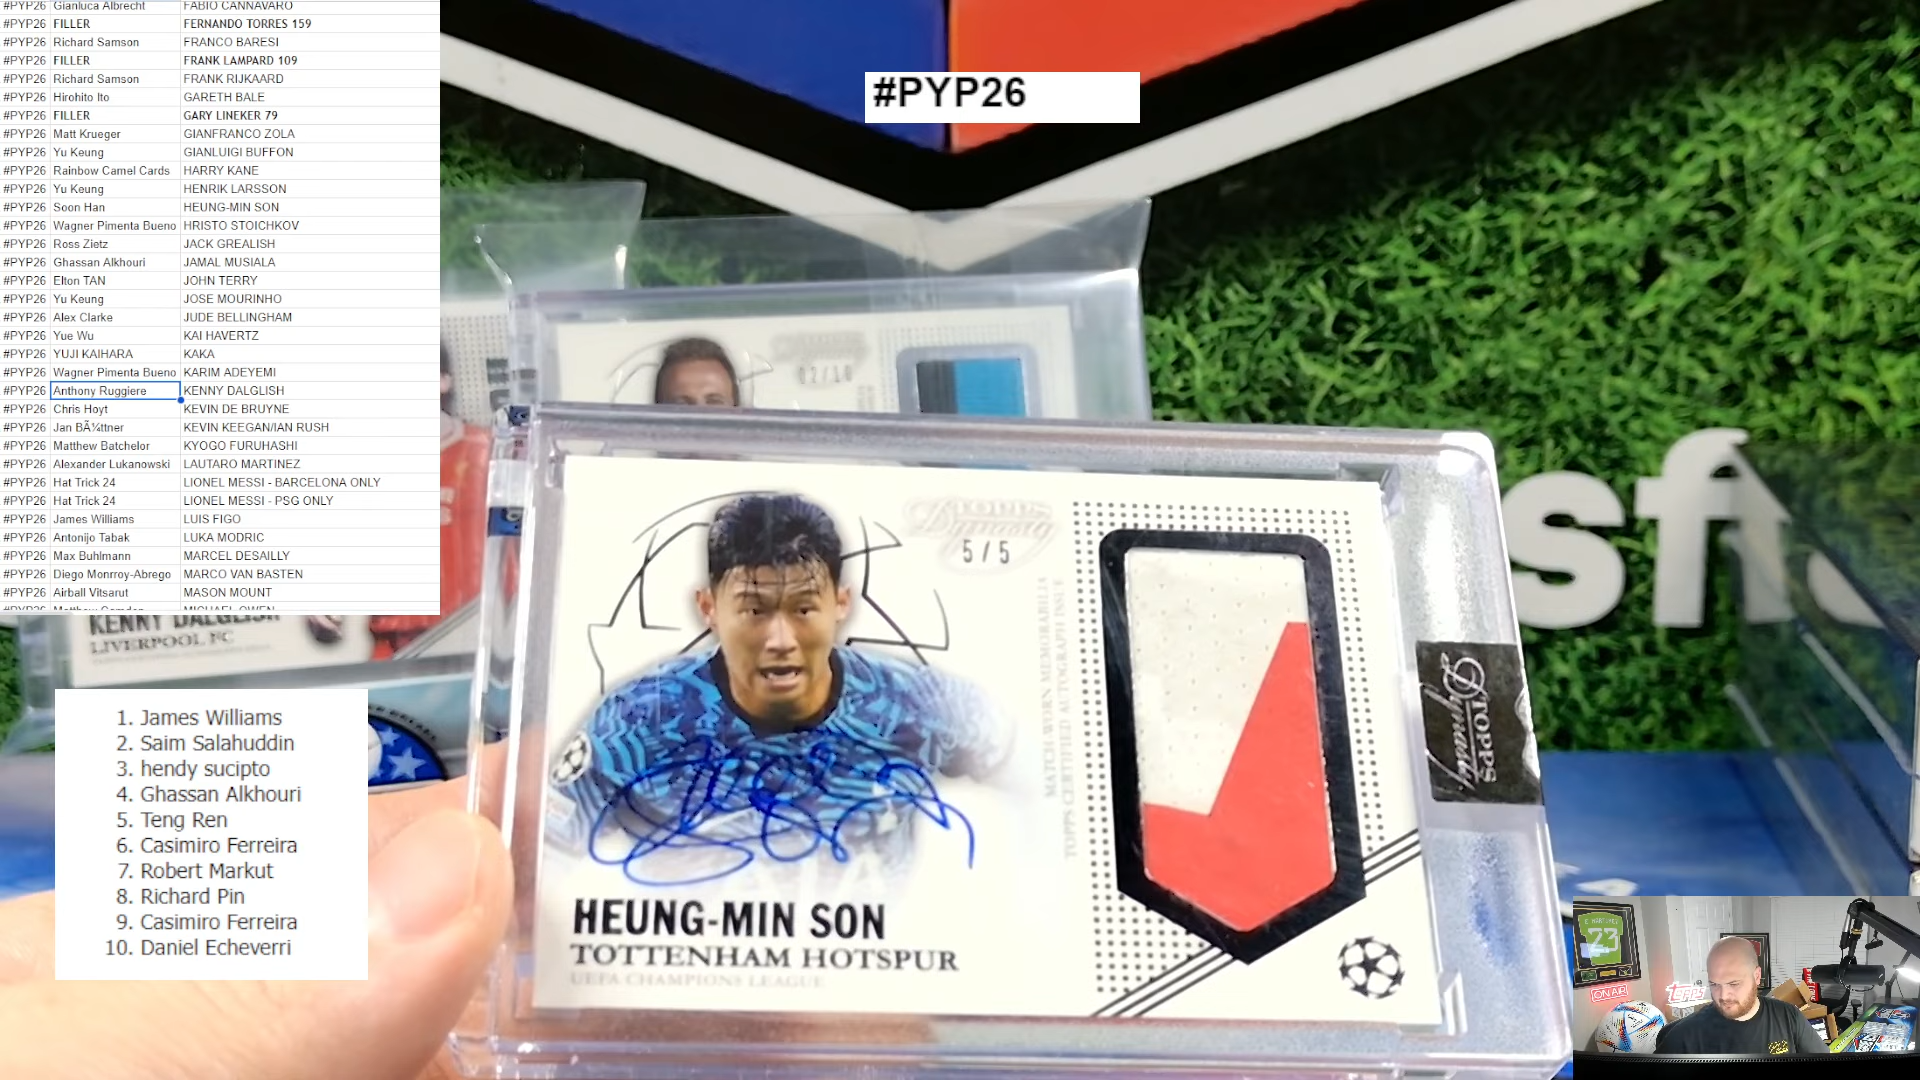 #PYP26 Gianluca Albrecht FABIO CANNAVARO
#PYP26 FILLER FERNANDO TORRES 159
#PYP26 Richard Samson FRANCO BARESI
#PYP26 FILLER FRANK LAMPARD 109
#PYP26 Richard Samson FRANK RIJKAARD
#PYP26 Hirohito Ito GARETH BALE
#PYP26 FILLER GARY LINEKER 79
#PYP26 Matt Krueger GIANFRANCO ZOLA
#PYP26 Yu Keung GIANLUIGI BUFFON
#PYP26 Rainbow Camel Cards HARRY KANE
#PYP26 Yu Keung HENRIK LARSSON
#PYP26 Soon Han HEUNG-MIN SON
#PYP26 Wagner Pimenta Bueno HRISTO STOICHKOV
#PYP26 Ross Zietz JACK GREALISH
#PYP26 Ghassan Alkhouri JAMAL MUSIALA
#PYP26 Elton TAN JOHN TERRY
#PYP26 Yu Keung JOSE MOURINHO
#PYP26 Alex Clarke JUDE BELLINGHAM
#PYP26 Yue Wu KAI HAVERTZ
#PYP26 YUJI KAIHARA KAKA
#PYP26 Wagner Pimenta Bueno KARIM ADEYEMI
#PYP26 Anthony Ruggiere KENNY DALGLISH
#PYP26 Chris Hoyt KEVIN DE BRUYNE
#PYP26 Jan BÃ¼ttner KEVIN KEEGAN/IAN RUSH
#PYP26 Matthew Batchelor KYOGO FURUHASHI
#PYP26 Alexander Lukanowski LAUTARO MARTINEZ
#PYP26 Hat Trick 24 LIONEL MESSI - BARCELONA ONLY
#PYP26 Hat Trick 24 LIONEL MESSI - PSG ONLY
#PYP26 James Williams LUIS FIGO
#PYP26 Antonijo Tabak LUKA MODRIC
#PYP26 Max Buhlmann MARCEL DESAILLY
#PYP26 Diego Monrroy-Abrego MARCO VAN BASTEN
#PYP26 Airball Vitsarut MASON MOUNT
#PYP26
KENNY DALGLISH
LIVERPOOL FC
1. James Williams
2. Saim Salahuddin
3. hendy sucipto
4. Ghassan Alkhouri
5. Teng Ren
6. Casimiro Ferreira
7. Robert Markut
8. Richard Pin
9. Casimiro Ferreira
10. Daniel Echeverri
02/10
TOPPS
Dynasty
5/5
MATCH-WORN MEMORABILIA
TOPPS CERTIFIED AUTOGRAPH ISSUE
HEUNG-MIN SON
TOTTENHAM HOTSPUR
UEFA CHAMPIONS LEAGUE
TOPPS
Dynasty
sf
23
ON AIR
Topps